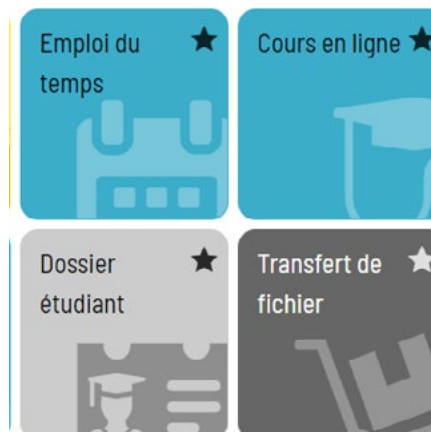 Emploi du
temps
Cours en ligne
Dossier
étudiant
Transfert de
fichier